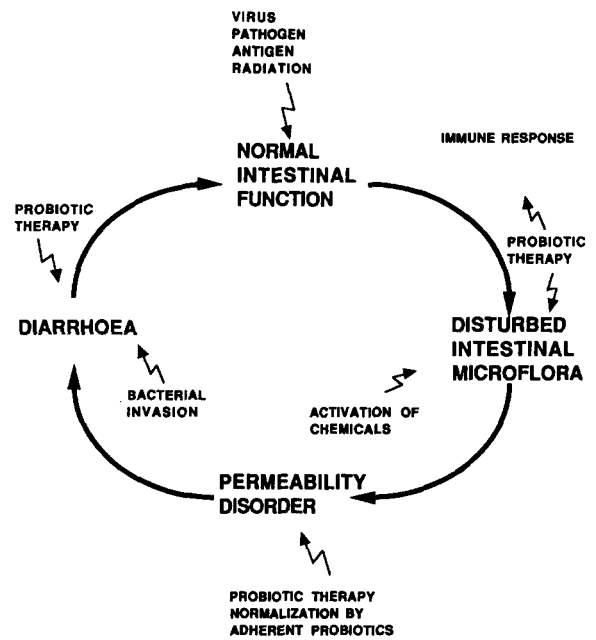 VIRUS
PATHOGEN
ANTIGEN
RADIATION
NORMAL
INTESTINAL
FUNCTION
IMMUNE RESPONSE
PROBIOTIC
THERAPY
PROBIOTIC
THERAPY
DIARRHOEA
DISTURBED
INTESTINAL
MICROFLORA
BACTERIAL
INVASION
ACTIVATION OF
CHEMICALS
PERMEABILITY
DISORDER
PROBIOTIC THERAPY
NORMALIZATION BY
ADHERENT PROBIOTICS